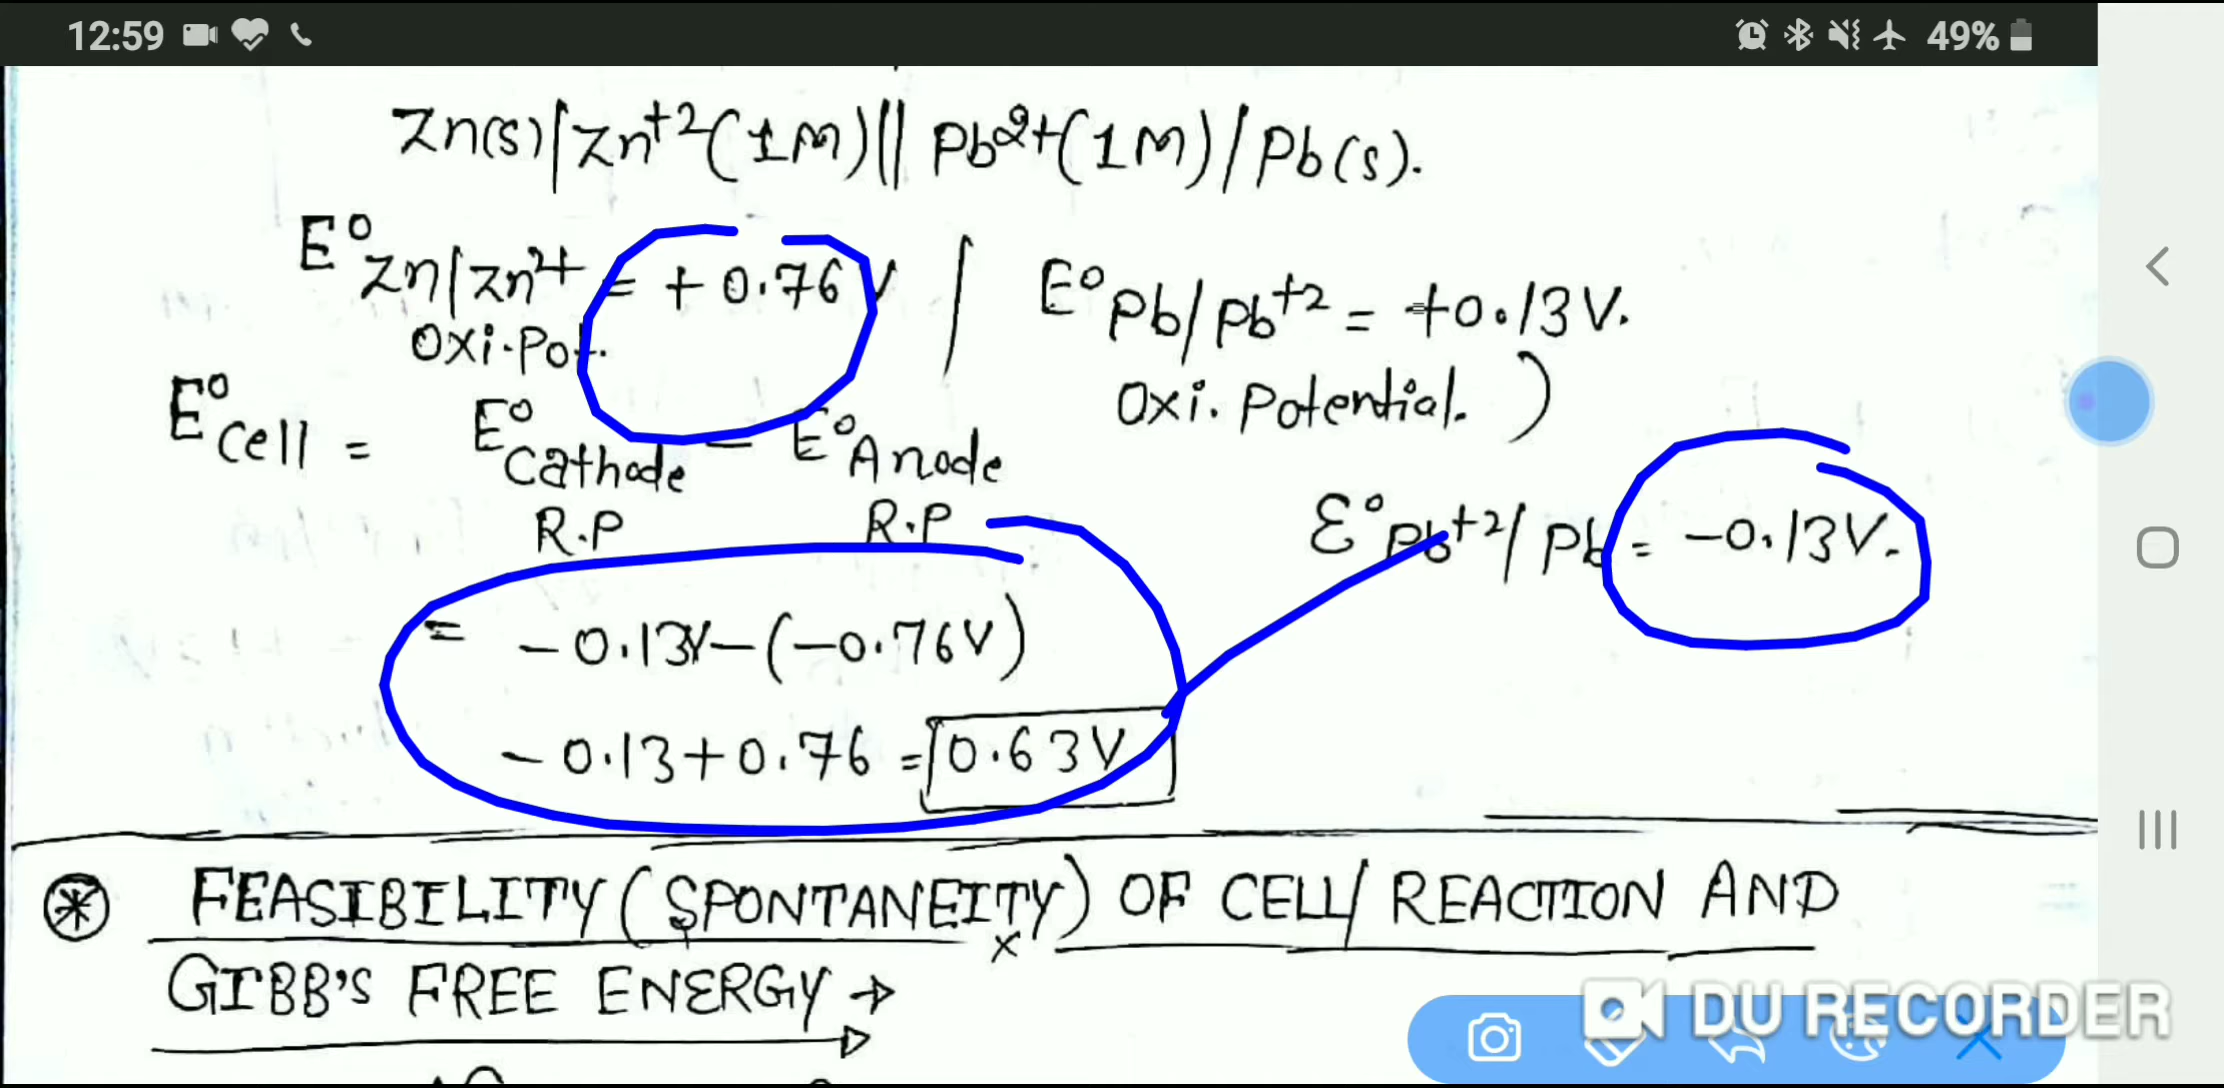 12:59 49%
Zn(s)/Zn+2(1M)||Pb2+(1M)/Pb(s).
E°Zn/Zn2+ = +0.76V / E°Pb/Pb+2 = +0.13V.
Oxi.Pot. Oxi. Potential. )
E°Cell = E°Cathode – E°Anode
R.P R.P E°Pb+2/Pb = -0.13V.
= -0.13V-(-0.76V)
-0.13+0.76 = 0.63V
* FEASIBILITY (SPONTANEITY) OF CELL/REACTION AND
GIBB'S FREE ENERGY →
DU RECORDER